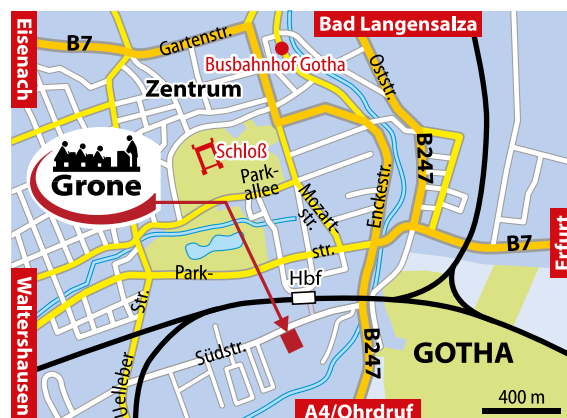 Bad Langensalza
Eisenach
B7
Gartenstr.
Busbahnhof Gotha
Oststr.
Zentrum
Schloß
B247
Grone
Park-
allee
Mozart-
str.
Enckestr.
Erfurt
B7
Park-
str.
Hbf
Waltershausen
Uelleber
Str.
Südstr.
B247
GOTHA
400 m
A4/Ohrdruf